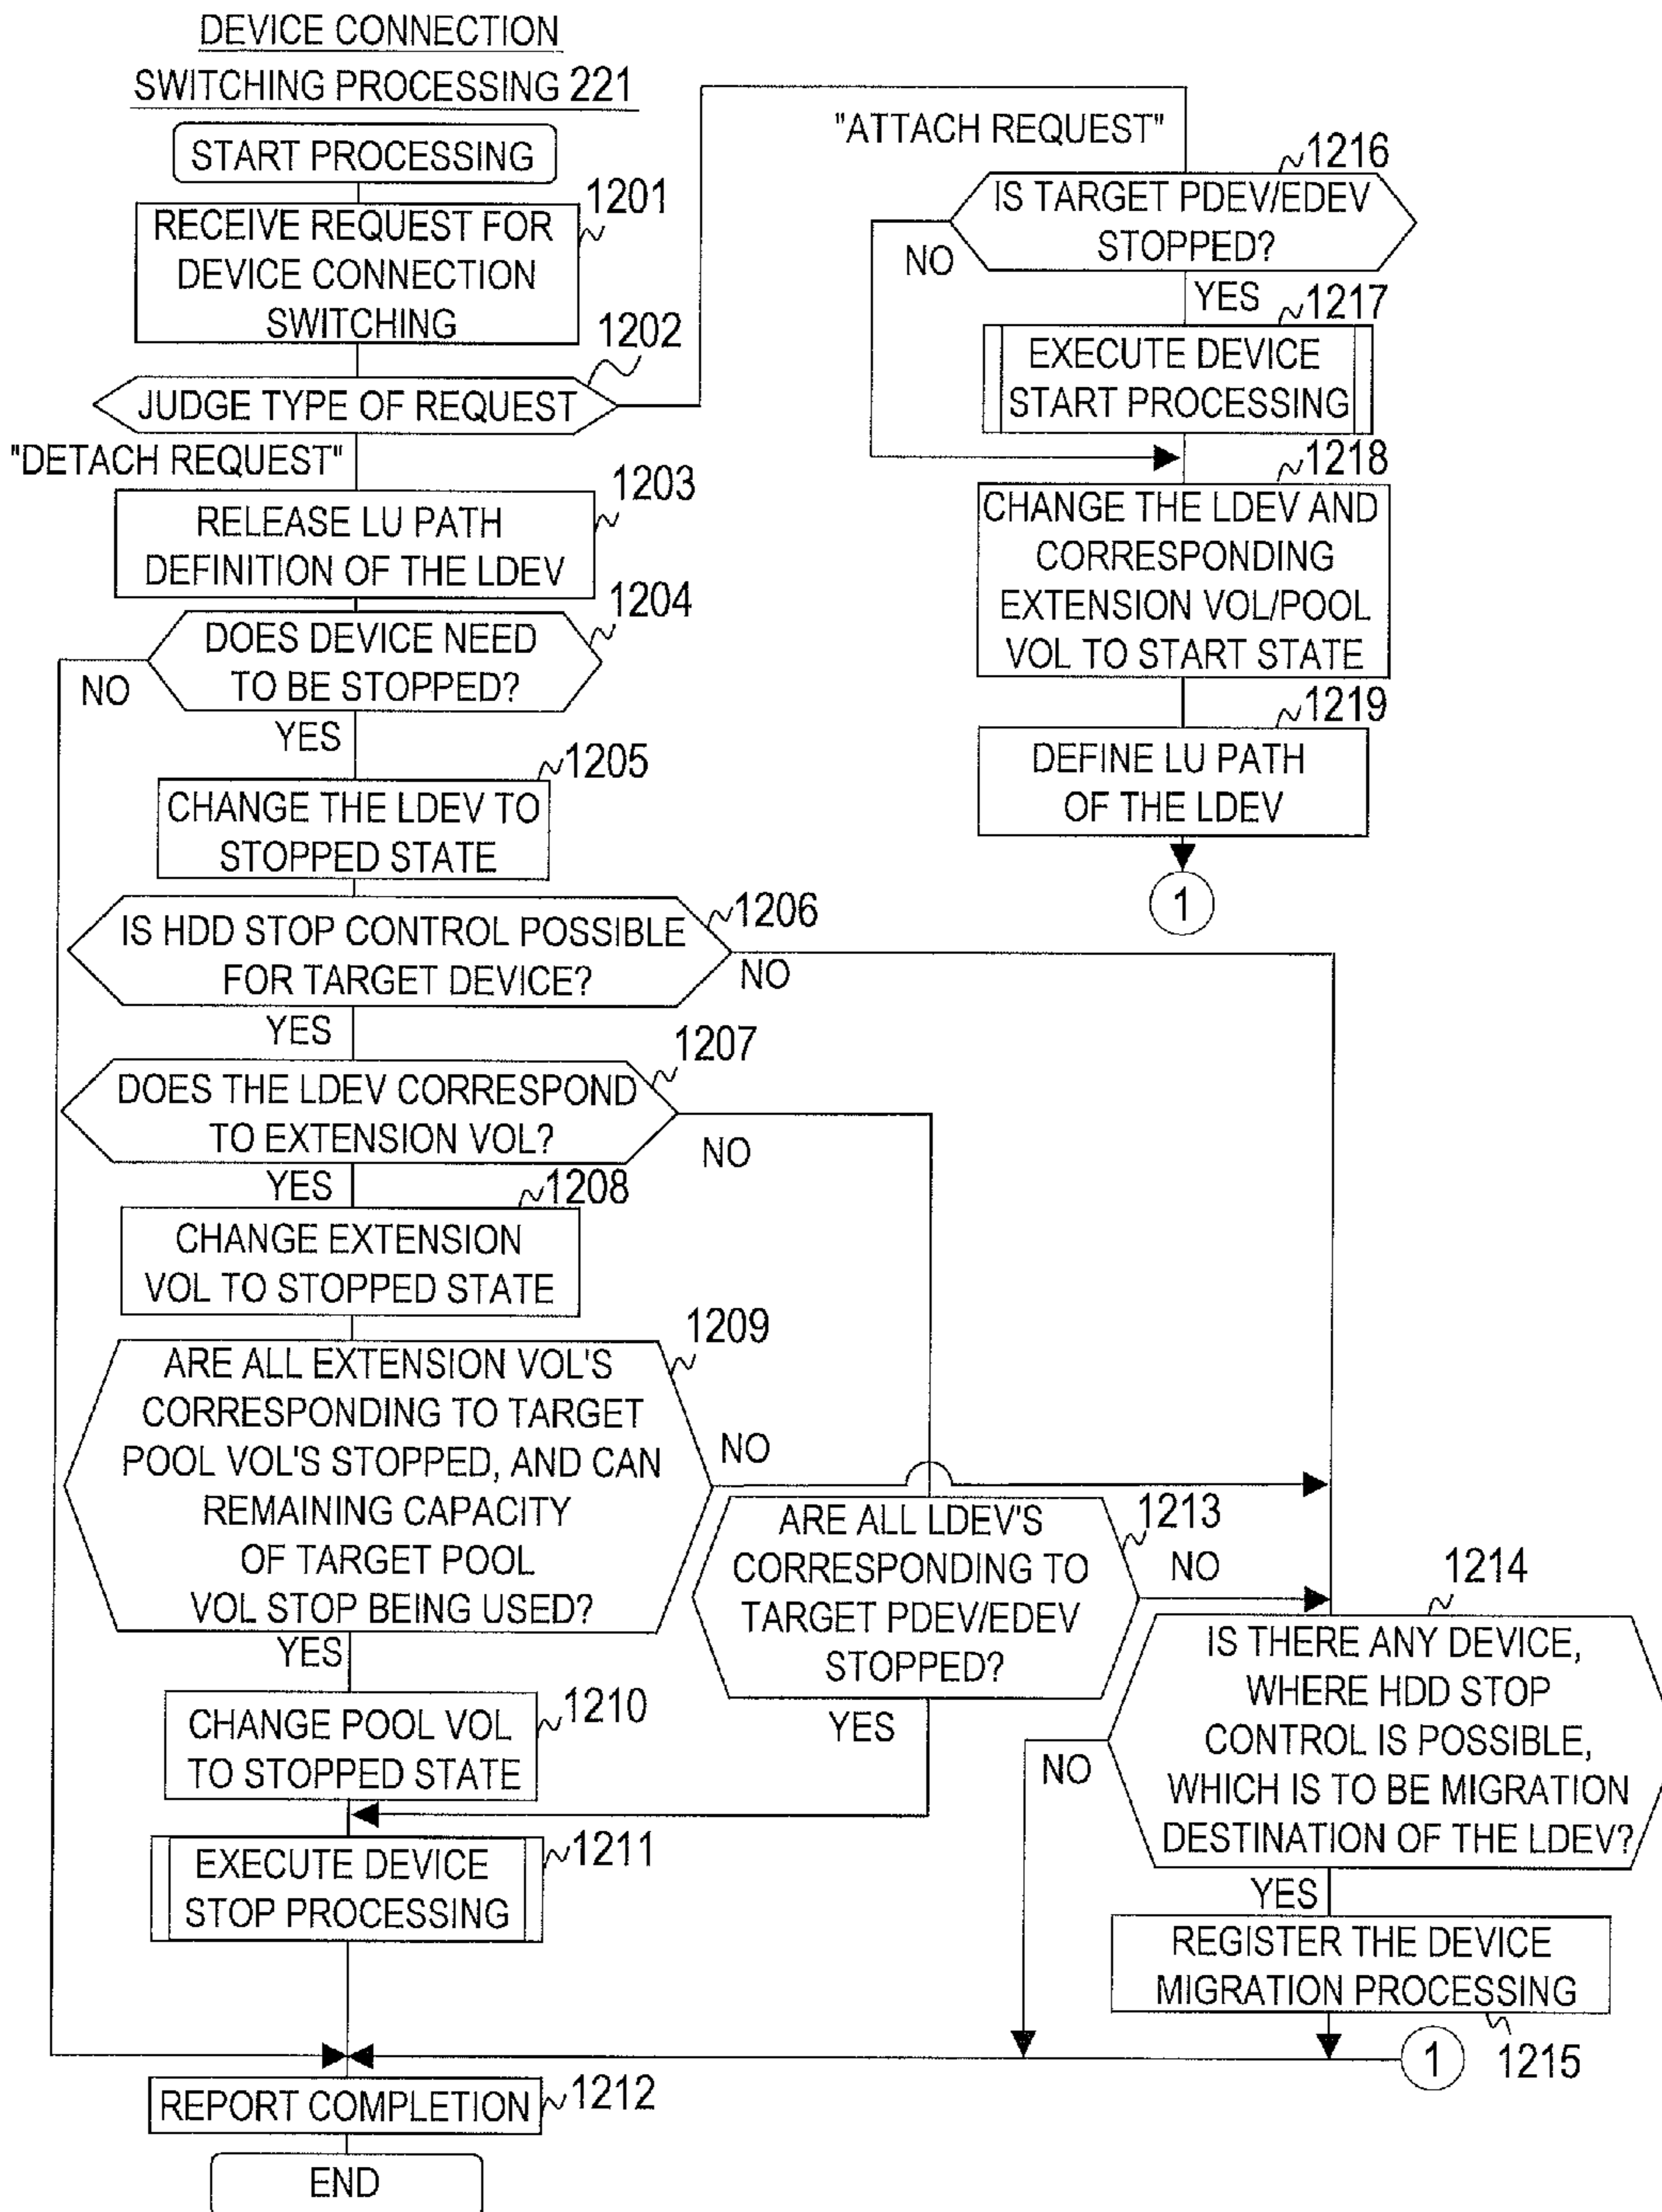 DEVICE CONNECTION
SWITCHING PROCESSING 221
START PROCESSING
1201
RECEIVE REQUEST FOR
DEVICE CONNECTION
SWITCHING
1202
JUDGE TYPE OF REQUEST
"DETACH REQUEST"
1203
RELEASE LU PATH
DEFINITION OF THE LDEV
1204
DOES DEVICE NEED
TO BE STOPPED?
NO
YES
1205
CHANGE THE LDEV TO
STOPPED STATE
1206
IS HDD STOP CONTROL POSSIBLE
FOR TARGET DEVICE?
NO
YES
1207
DOES THE LDEV CORRESPOND
TO EXTENSION VOL?
NO
YES
1208
CHANGE EXTENSION
VOL TO STOPPED STATE
1209
ARE ALL EXTENSION VOL'S
CORRESPONDING TO TARGET
POOL VOL'S STOPPED, AND CAN
REMAINING CAPACITY
OF TARGET POOL
VOL STOP BEING USED?
NO
YES
1210
CHANGE POOL VOL
TO STOPPED STATE
1211
EXECUTE DEVICE
STOP PROCESSING
1212
REPORT COMPLETION
END
1213
ARE ALL LDEV'S
CORRESPONDING TO
TARGET PDEV/EDEV
STOPPED?
NO
YES
1214
IS THERE ANY DEVICE,
WHERE HDD STOP
CONTROL IS POSSIBLE,
WHICH IS TO BE MIGRATION
DESTINATION OF THE LDEV?
NO
YES
REGISTER THE DEVICE
MIGRATION PROCESSING
1215
1
"ATTACH REQUEST"
1216
IS TARGET PDEV/EDEV
STOPPED?
NO
YES
1217
EXECUTE DEVICE
START PROCESSING
1218
CHANGE THE LDEV AND
CORRESPONDING
EXTENSION VOL/POOL
VOL TO START STATE
1219
DEFINE LU PATH
OF THE LDEV
1